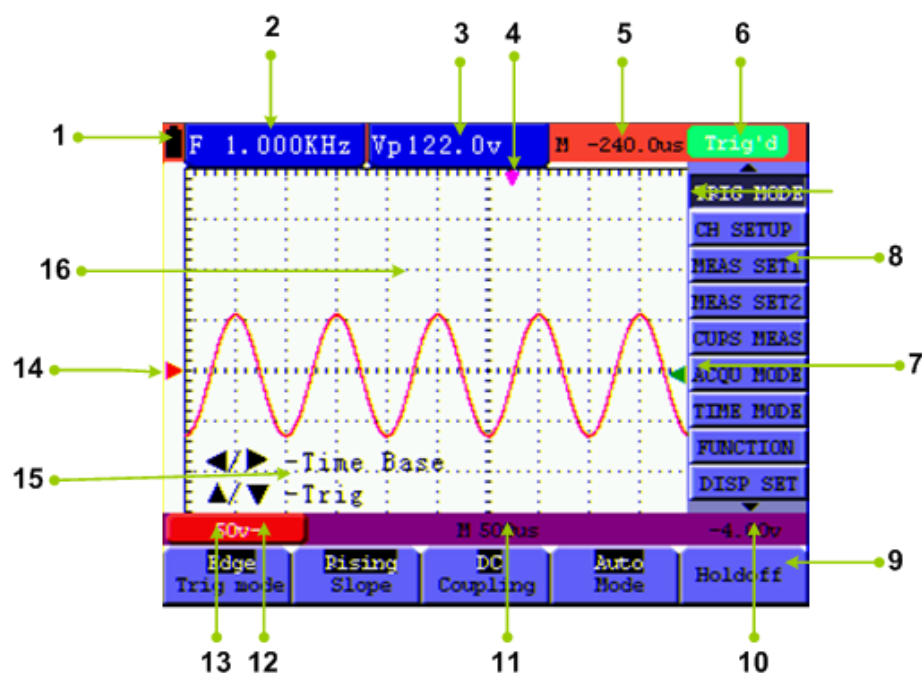 2 3 4 5 6
1
F 1.000KHz Vp122.0v M -240.0us Trig'd
TRIG MODE
CH SETUP
16 MEAS SET1 8
MEAS SET2
CUPS MEAS
14 ACQU MODE 7
TIME MODE
FUNCTION
◀/▶ -Time Base
15 DISP SET
▲/▼ -Trig
50v- M 500us
Edge Rising DC Auto
Trig mode Slope Coupling Mode Holdoff 9
13 12 11 10